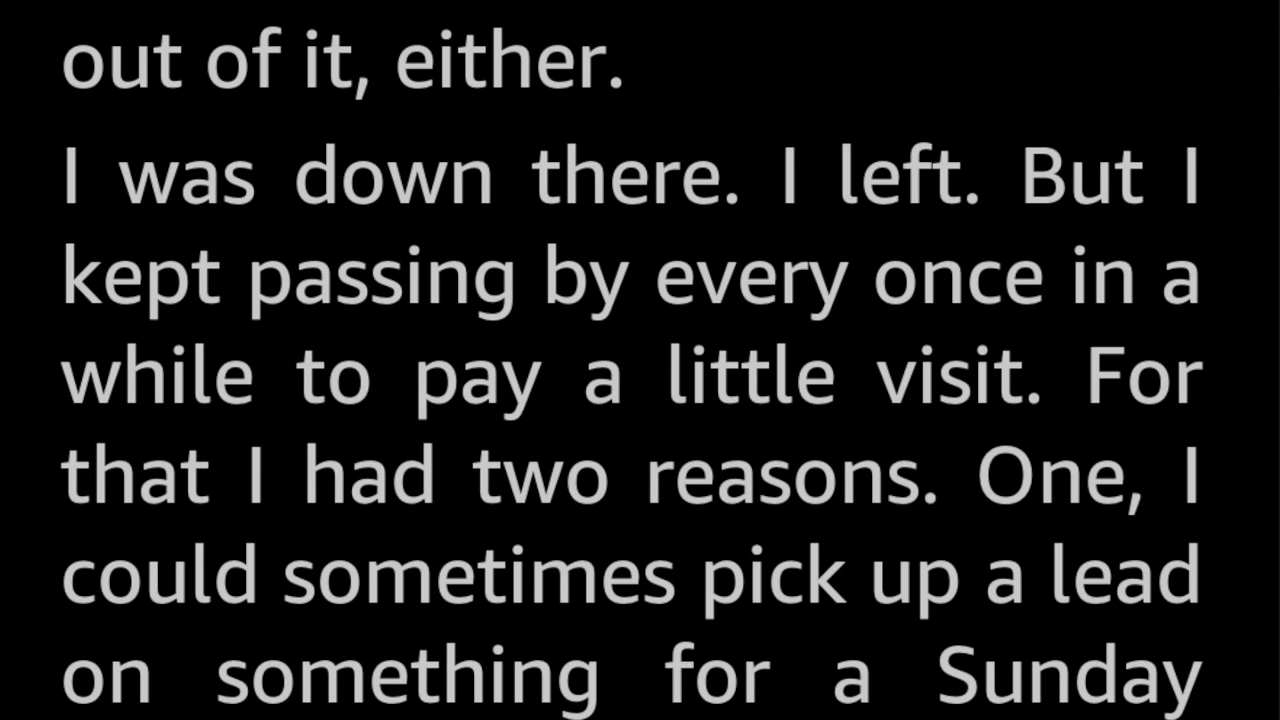 out of it, either.
I was down there. I left. But I
kept passing by every once in a
while to pay a little visit. For
that I had two reasons. One, I
could sometimes pick up a lead
on something for a Sunday